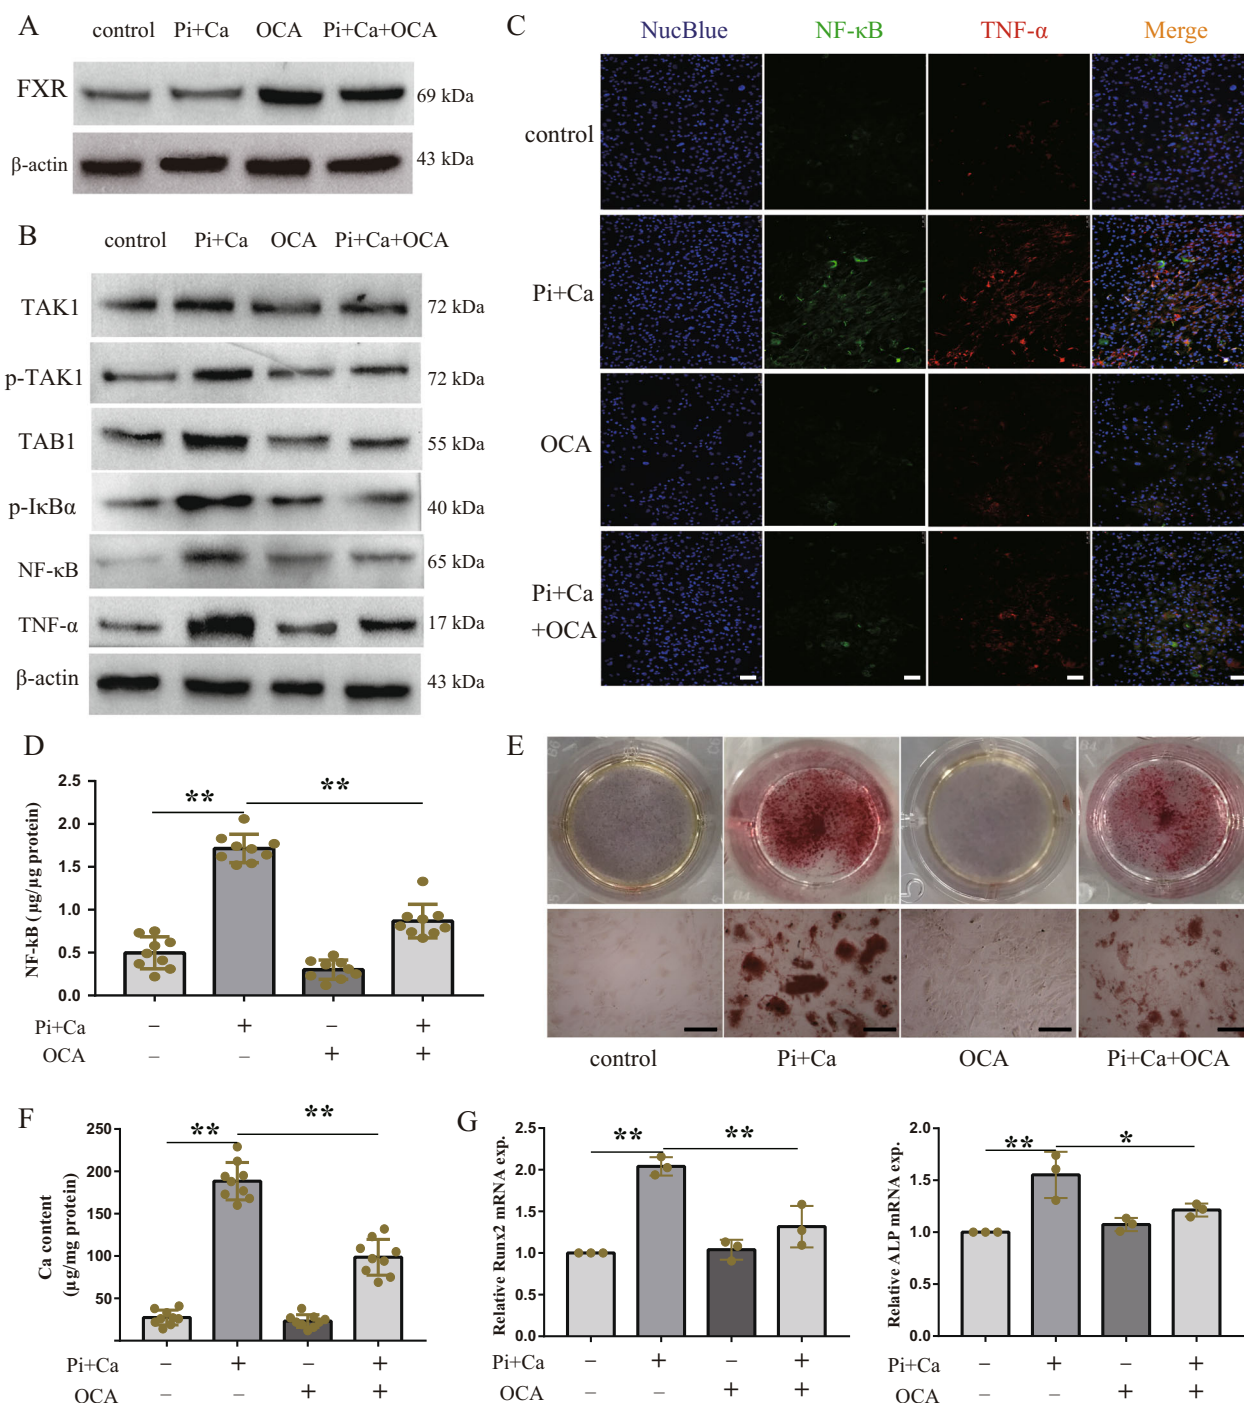 A
control Pi+Ca OCA Pi+Ca+OCA
FXR
69 kDa
β-actin
43 kDa
B
control Pi+Ca OCA Pi+Ca+OCA
TAK1
72 kDa
p-TAK1
72 kDa
TAB1
55 kDa
p-IκBα
40 kDa
NF-κB
65 kDa
TNF-α
17 kDa
β-actin
43 kDa
C
NucBlue NF-κB TNF-α Merge
control
Pi+Ca
OCA
Pi+Ca
+OCA
D
NF-kB (µg/µg protein)
2.5
2.0
1.5
1.0
0.5
0.0
** **
Pi+Ca – + – +
OCA – – + +
E
control Pi+Ca OCA Pi+Ca+OCA
F
Ca content
(µg/mg protein)
250
200
150
100
50
** **
Pi+Ca – + – +
OCA – – + +
G
Relative Runx2 mRNA exp.
2.5
2.0
1.5
1.0
0.5
0.0
** **
Pi+Ca – + – +
OCA – – + +
Relative ALP mRNA exp.
2.0
1.5
1.0
0.5
0.0
** *
Pi+Ca – + – +
OCA – – + +